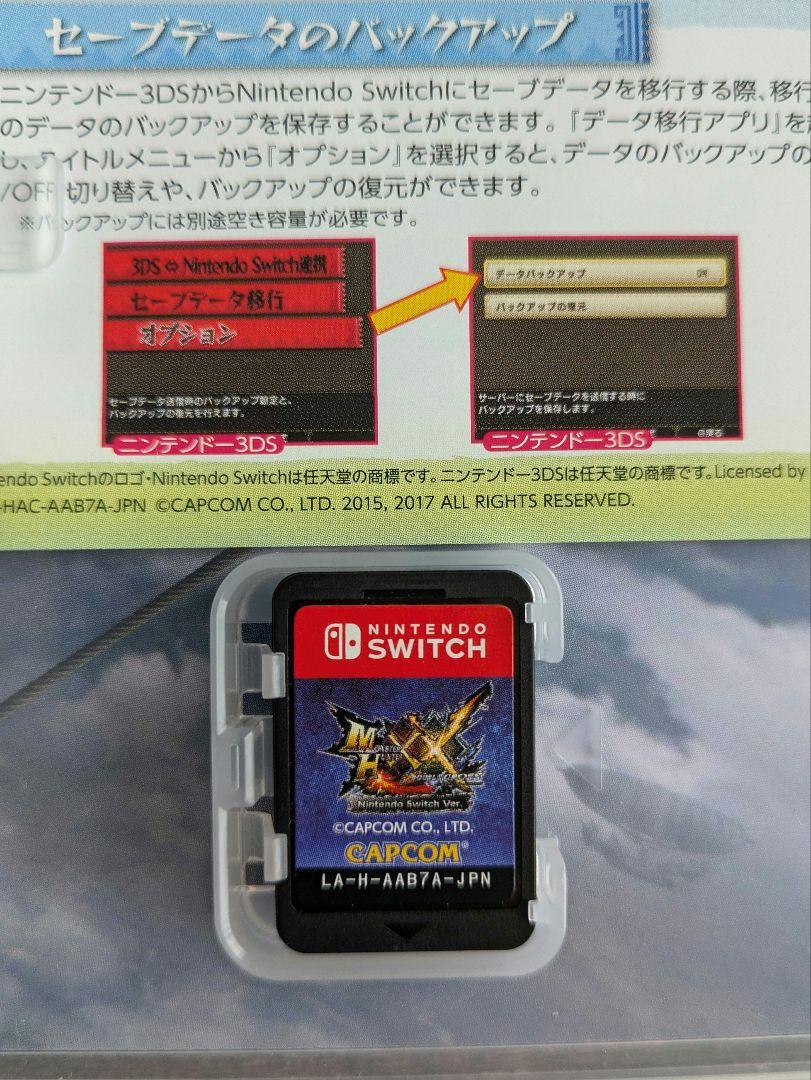 セーブデータのバックアップ
ニンテンドー3DSからNintendo Switchにセーブデータを移行する際、移行
のデータのバックアップを保存することができます。『データ移行アプリ』を
し、タイトルメニューから『オプション』を選択すると、データのバックアップの
/OFF切り替えや、バックアップの復元ができます。
※バックアップには別途空き容量が必要です。
3DS⇔Nintendo Switch連携
セーブデータ移行
オプション
セーブデータ送信時のバックアップ設定と、
バックアップの復元を行えます。
ニンテンドー3DS
データバックアップ
バックアップの復元
サーバーにセーブデータを送信する時に
バックアップを保存します。
戻る
ニンテンドー3DS
endo Switchのロゴ・Nintendo Switchは任天堂の商標です。ニンテンドー3DSは任天堂の商標です。Licensed by
-HAC-AAB7A-JPN ©CAPCOM CO., LTD. 2015, 2017 ALL RIGHTS RESERVED.
NINTENDO
SWITCH
MONSTER
HUNTER
XX
Nintendo Switch Ver.
©CAPCOM CO., LTD.
CAPCOM
LA-H-AAB7A-JPN